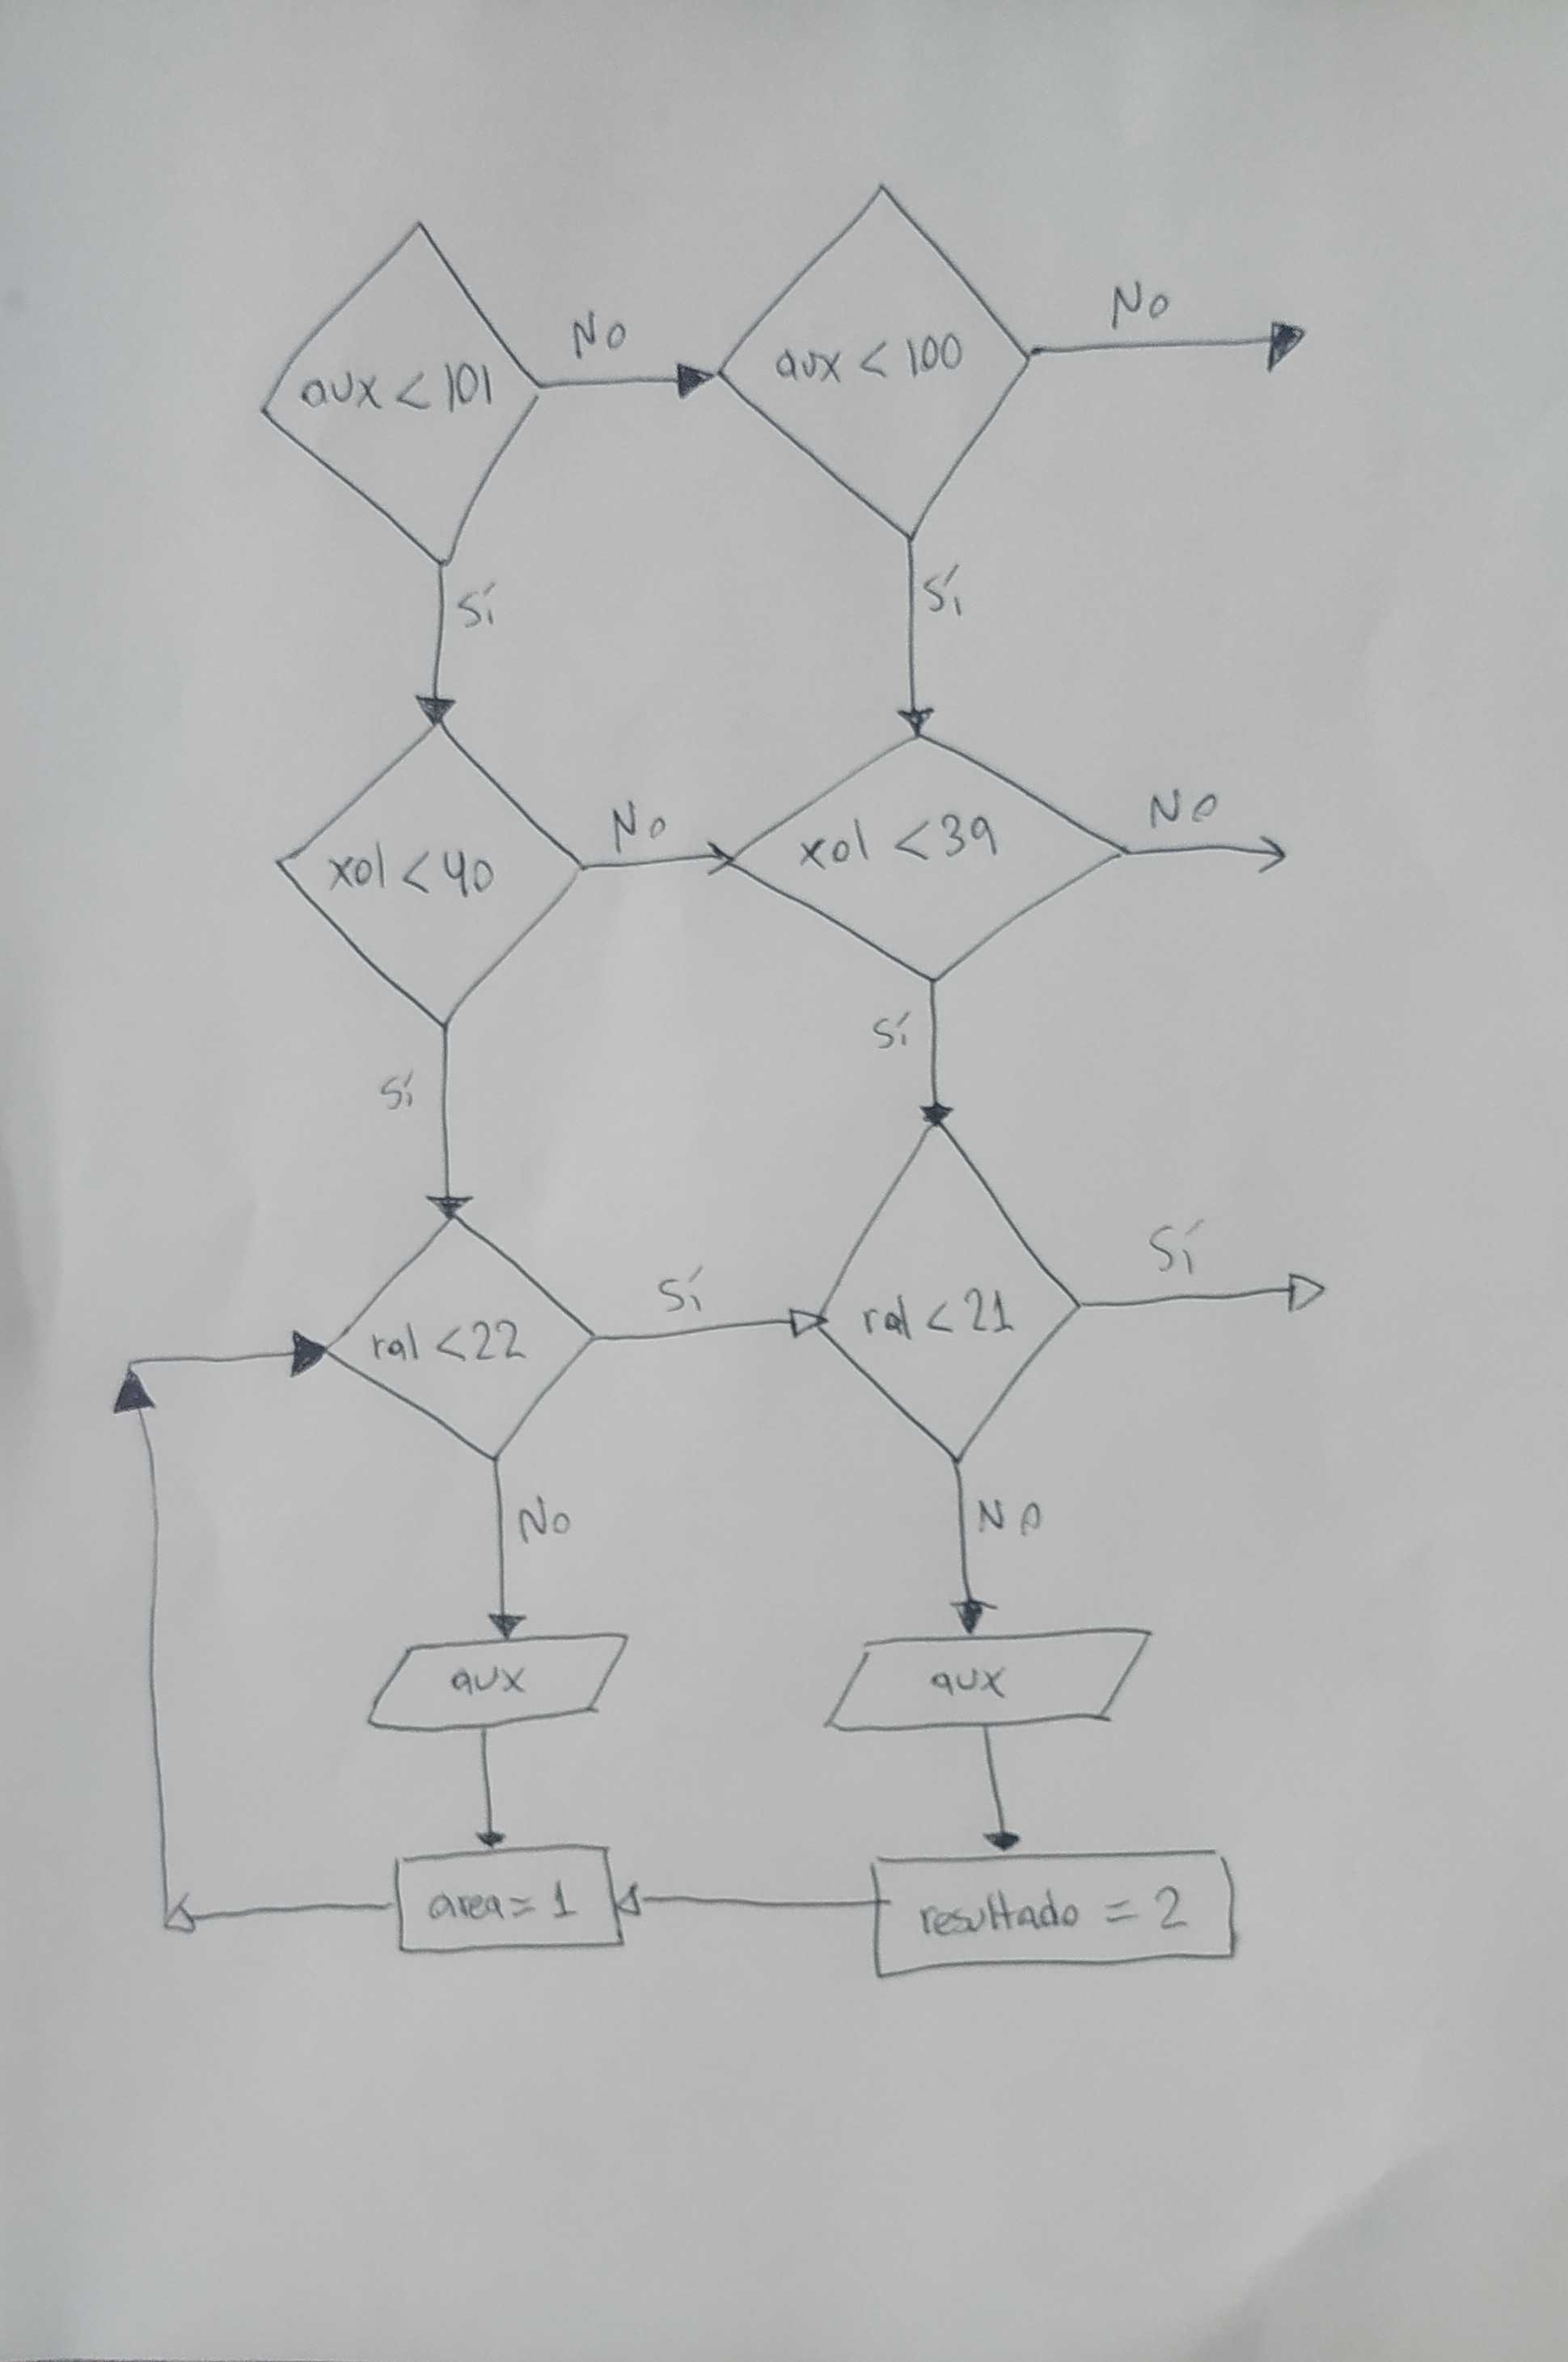 aux < 101
No
aux < 100
No
Sí
Sí
xol < 40
No
xol < 39
No
Sí
Sí
ral < 22
Sí
ral < 21
Sí
No
No
aux
aux
area = 1
resultado = 2